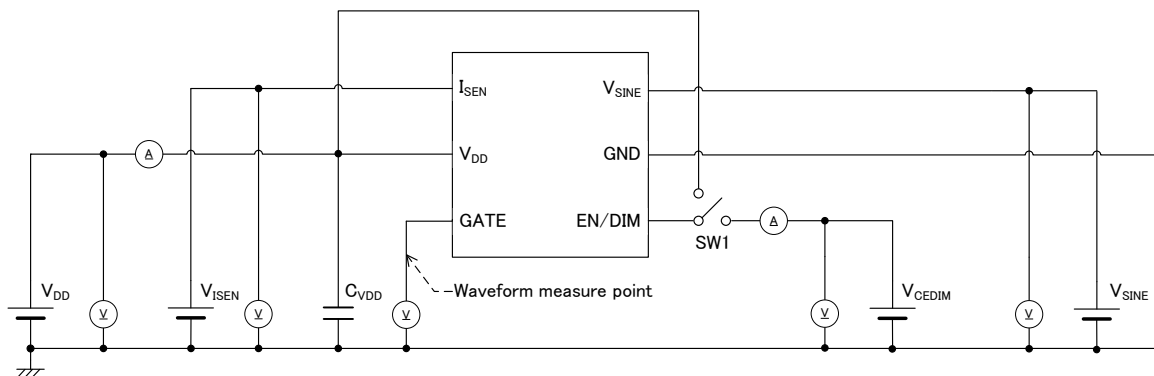 I_SEN
V_SINE
A
V_DD
GND
GATE
EN/DIM
A
SW1
V_DD
V_ISEN
C_VDD
Waveform measure point
V_CEDIM
V_SINE
V
V
V
V
V